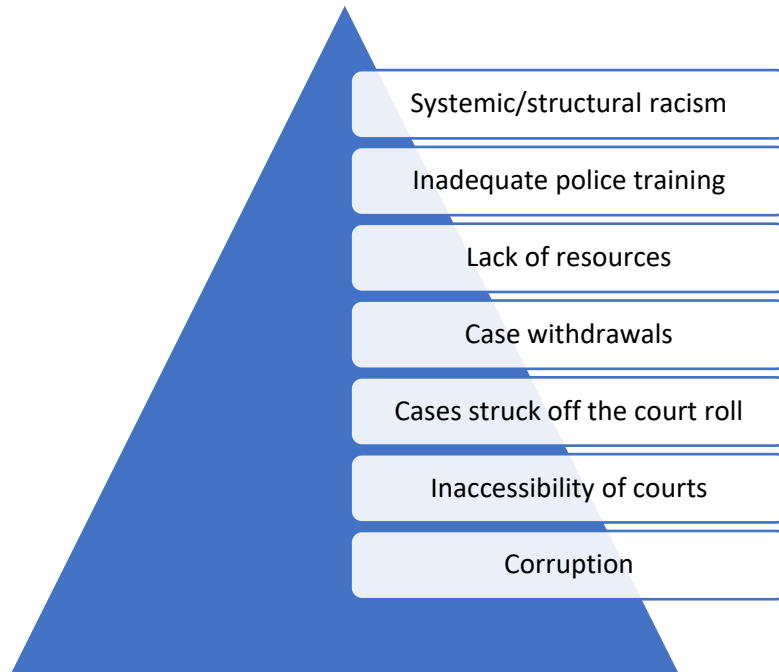 Systemic/structural racism
Inadequate police training
Lack of resources
Case withdrawals
Cases struck off the court roll
Inaccessibility of courts
Corruption